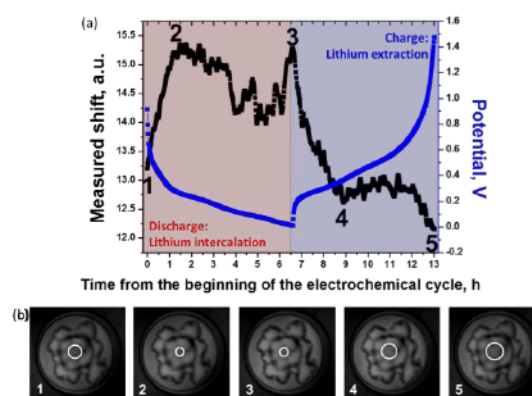 (a)
2
3
1
4
5
Charge:
Lithium extraction
Discharge:
Lithium intercalation
Measured shift, a.u.
15.5
15.0
14.5
14.0
13.5
13.0
12.5
12.0
Potential, V
1.6
1.4
1.2
1.0
0.8
0.6
0.4
0.2
0.0
-0.2
0 1 2 3 4 5 6 7 8 9 10 11 12 13
Time from the beginning of the electrochemical cycle, h
(b)
1
2
3
4
5